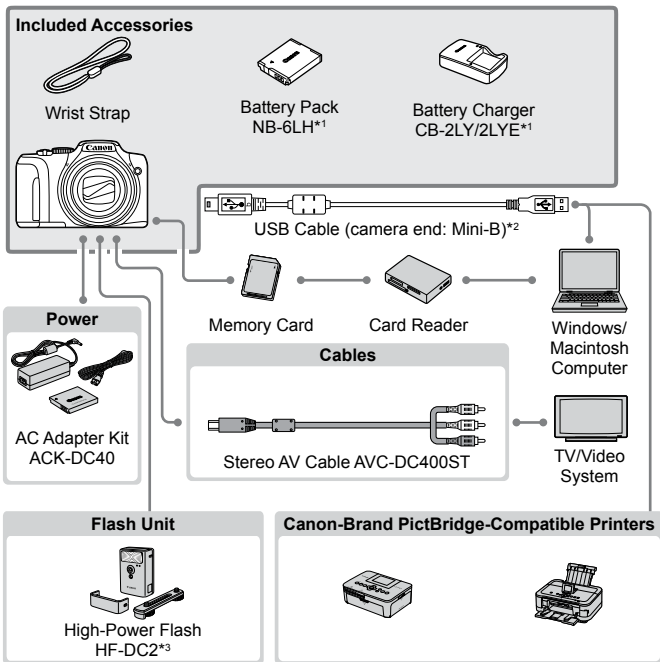 Included Accessories
Wrist Strap
Battery Pack
NB-6LH*1
Battery Charger
CB-2LY/2LYE*1
Canon
USB Cable (camera end: Mini-B)*2
Memory Card
Card Reader
Windows/
Macintosh
Computer
Power
AC Adapter Kit
ACK-DC40
Cables
Stereo AV Cable AVC-DC400ST
TV/Video
System
Flash Unit
High-Power Flash
HF-DC2*3
Canon-Brand PictBridge-Compatible Printers